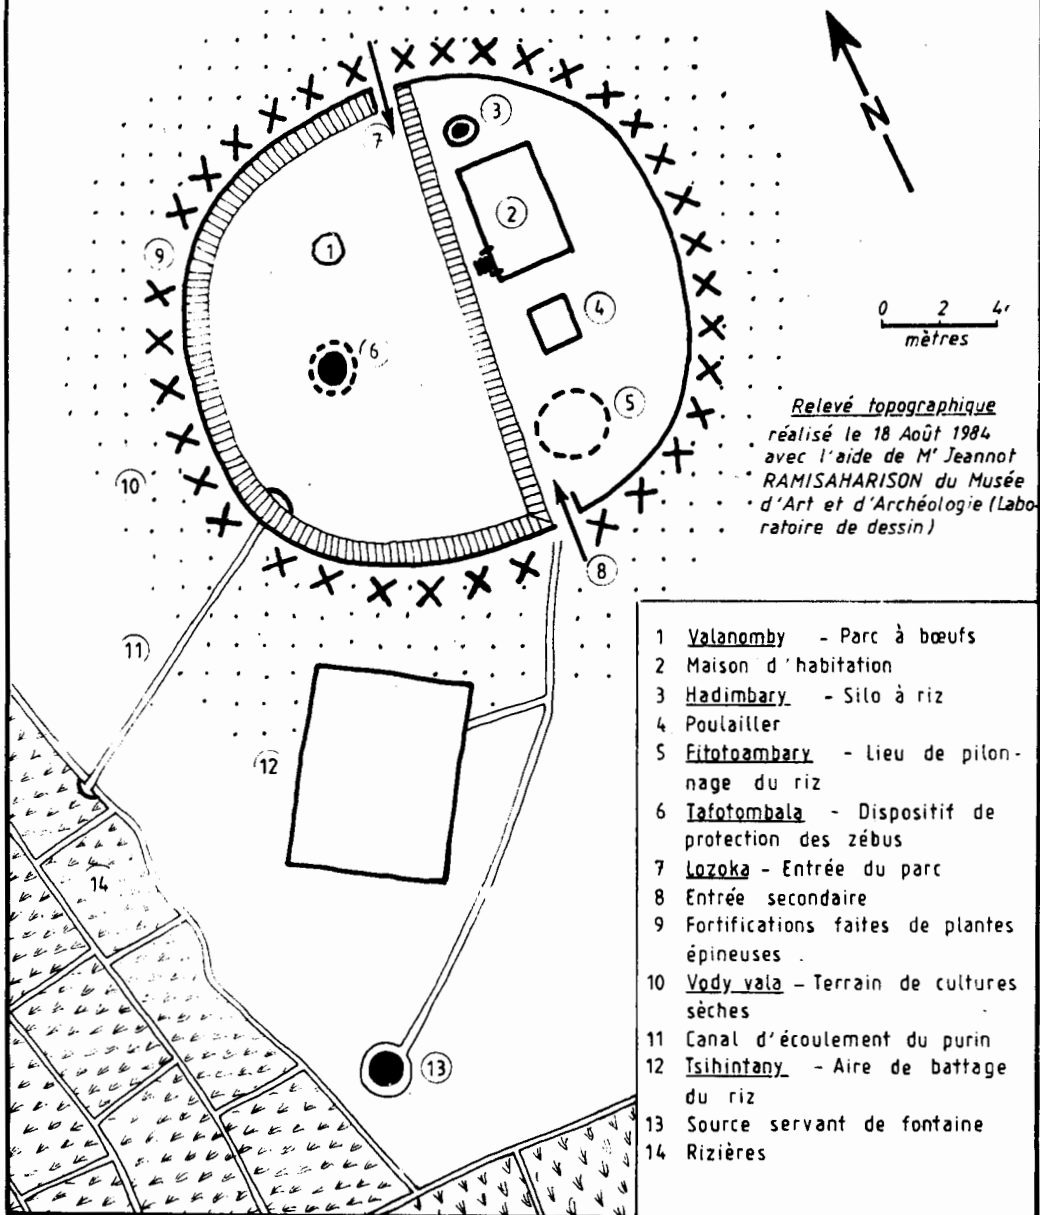 N
7
3
2
1
9
4
6
5
10
8
11
12
14
13
0 2 4
mètres
Relevé topographique
réalisé le 18 Août 1984
avec l'aide de Mr Jeannot
RAMISAHARISON du Musée
d'Art et d'Archéologie (Labo-
ratoire de dessin)
1 Valanomby - Parc à bœufs
2 Maison d'habitation
3 Hadimbary - Silo à riz
4 Poulailler
5 Fitotoambary - Lieu de pilon-
nage du riz
6 Tafotombala - Dispositif de
protection des zébus
7 Lozoka - Entrée du parc
8 Entrée secondaire
9 Fortifications faites de plantes
épineuses .
10 Vody vala - Terrain de cultures
sèches
11 Canal d'écoulement du purin
12 Tsihintany - Aire de battage
du riz
13 Source servant de fontaine
14 Rizières